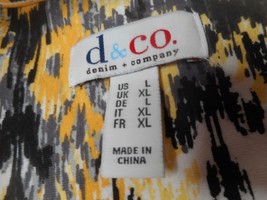 d&co.
denim + company
US L
UK XL
DE L
IT XL
FR XL
MADE IN
CHINA